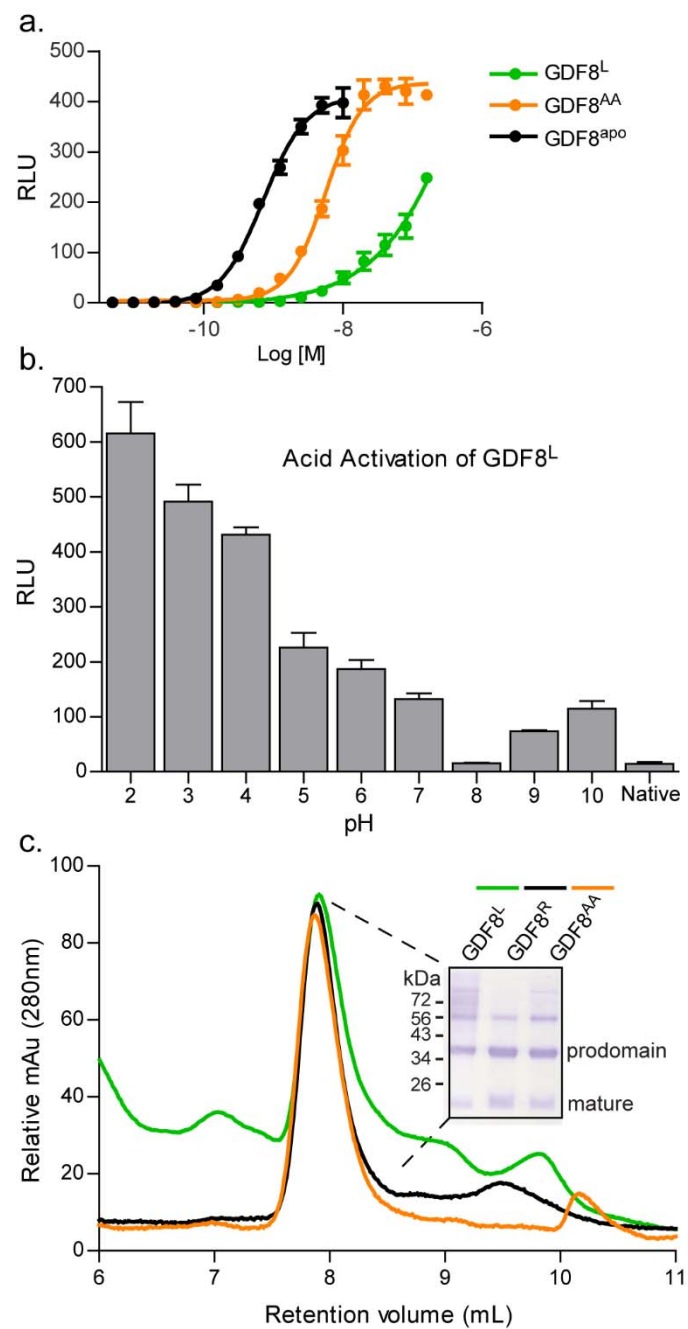 a.
500
400
300
200
100
0
RLU
-10
-8
-6
Log [M]
GDF8L
GDF8AA
GDF8apo
b.
700
600
500
400
300
200
100
0
RLU
Acid Activation of GDF8L
2 3 4 5 6 7 8 9 10 Native
pH
c.
100
80
60
40
20
0
Relative mAu (280nm)
6 7 8 9 10 11
Retention volume (mL)
GDF8L
GDF8R
GDF8AA
kDa
72
56
43
34
26
prodomain
mature